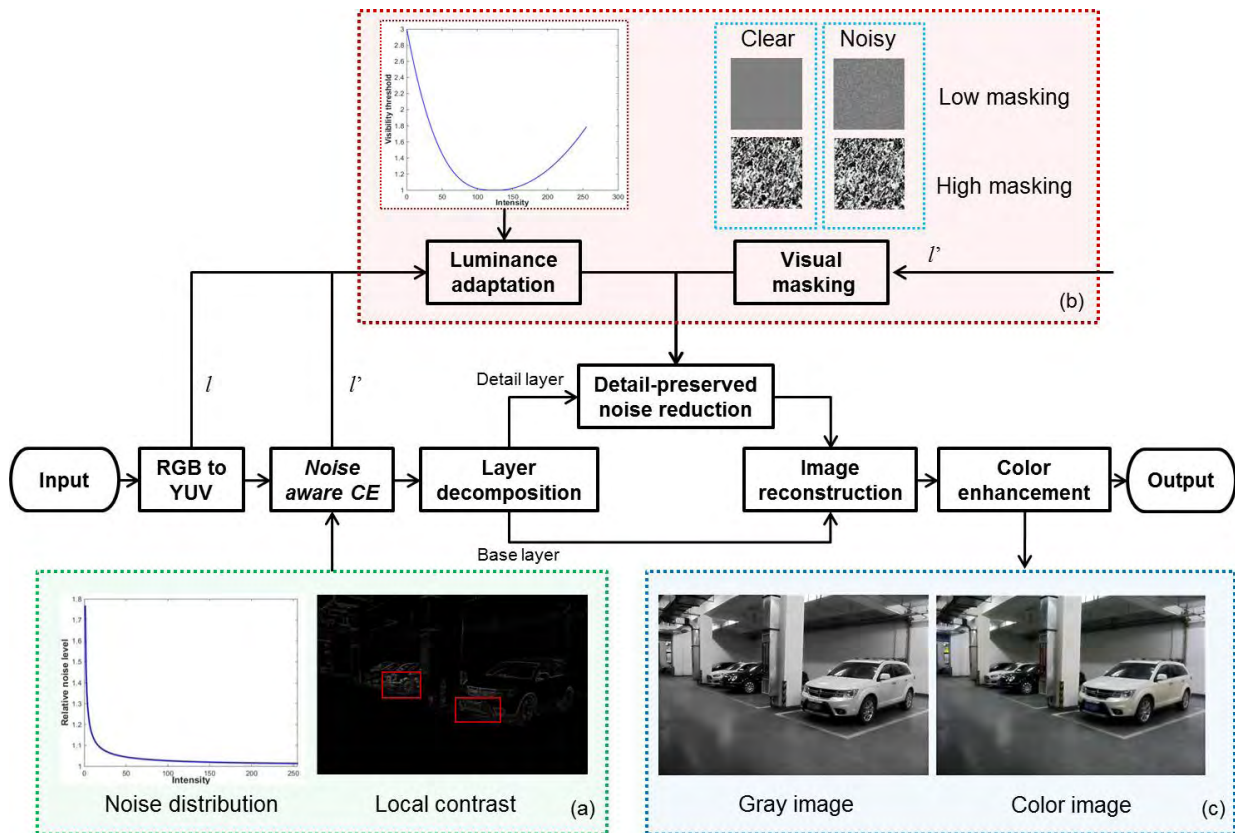 3
2.8
2.6
2.4
2.2
2
1.8
1.6
1.4
1.2
1
0
50
100
150
200
250
300
Visibility threshold
Intensity
Clear
Noisy
Low masking
High masking
Luminance
adaptation
Visual
masking
l’
(b)
l
l’
Detail layer
Detail-preserved
noise reduction
Input
RGB to
YUV
Noise
aware CE
Layer
decomposition
Image
reconstruction
Color
enhancement
Output
Base layer
1.8
1.7
1.6
1.5
1.4
1.3
1.2
1.1
1
0
50
100
150
200
250
Relative noise level
Intensity
Noise distribution
Local contrast
(a)
Gray image
Color image
(c)